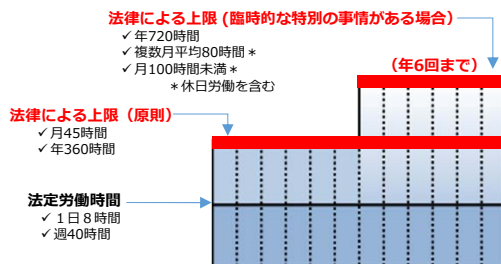 法律による上限（臨時的な特別の事情がある場合）
✓年720時間
✓複数月平均80時間＊
✓月100時間未満＊
＊休日労働を含む
（年6回まで）
法律による上限（原則）
✓月45時間
✓年360時間
法定労働時間
✓１日８時間
✓週40時間